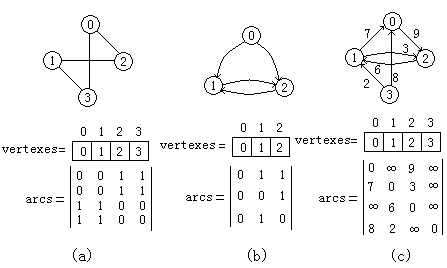 0
1
2
3
0 1 2 3
vertexes= 0 1 2 3
arcs=
0 0 1 1
0 0 1 1
1 1 0 0
1 1 0 0
(a)
0
1
2
0 1 2
vertexes= 0 1 2
arcs=
0 1 1
0 0 1
0 1 0
(b)
0
7 9
3
1
2
6
2 8
3
0 1 2 3
vertexes= 0 1 2 3
arcs=
0 ∞ 9 ∞
7 0 3 ∞
∞ 6 0 ∞
8 2 ∞ 0
(c)